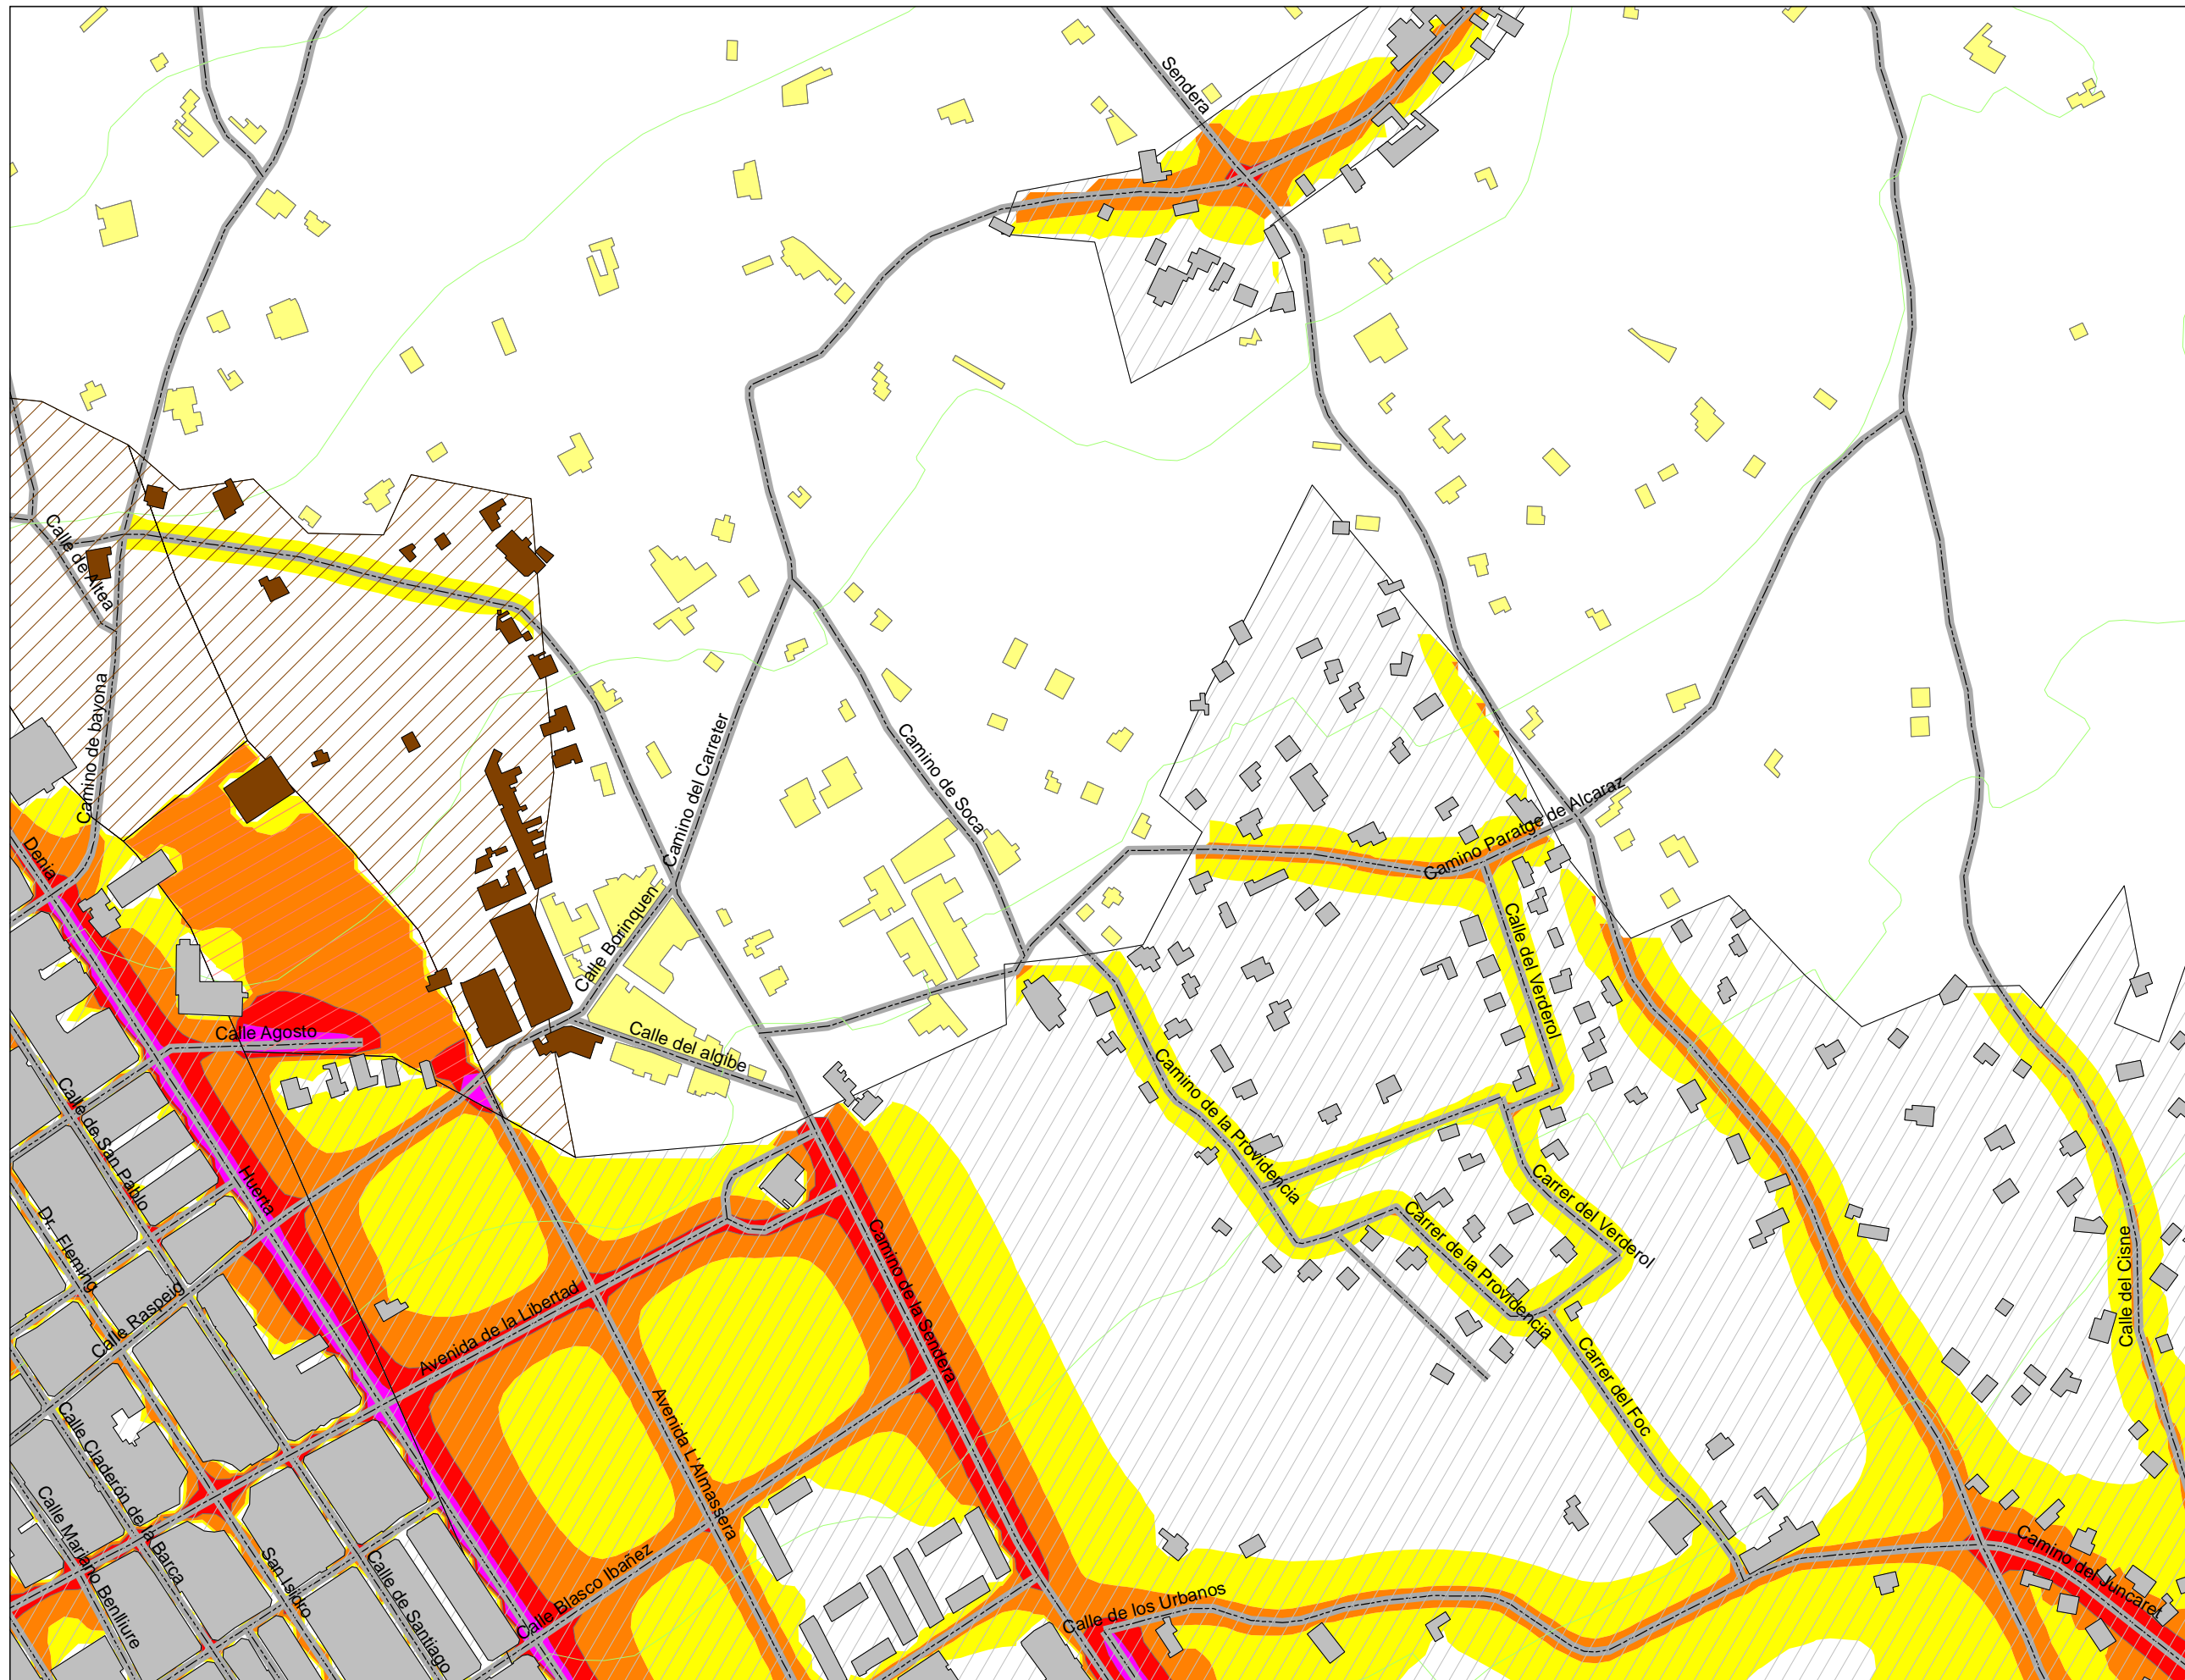 Sendera
Calle de Altea
Camino de bayona
Camino del Carreter
Camino de Soca
Camino Paratge de Alcaraz
Denia
Calle Borinquen
Calle del Verderol
Calle Agosto
Calle del algibe
Camino de la Providencia
Calle de San Pablo
Huerta
Carrer del Verderol
Dr. Fleming
Carrer de la Providencia
Camino de la Sendera
Calle del Cisne
Calle Raspeig
Avenida de la Libertad
Carrer del Foc
Avenida L'Almassera
Calle Claderón de la Barca
Calle Mariano Benlliure
San Isidro
Calle de Santiago
Calle Blasco Ibañez
Calle de los Urbanos
Camino del Juncaret